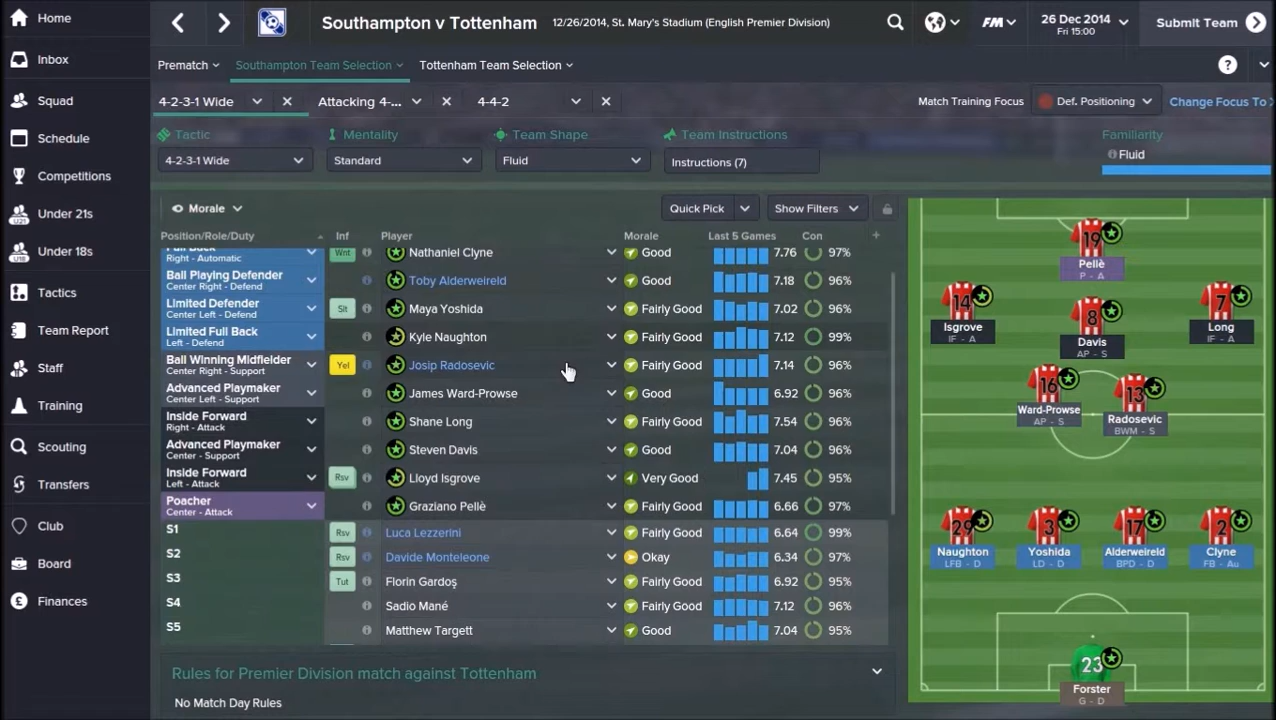 Home
Inbox
Squad
Schedule
Competitions
Under 21s
Under 18s
Tactics
Team Report
Staff
Training
Scouting
Transfers
Club
Board
Finances
Southampton v Tottenham
12/26/2014, St. Mary's Stadium (English Premier Division)
FM
26 Dec 2014
Fri 15:00
Submit Team
Prematch
Southampton Team Selection
Tottenham Team Selection
?
4-2-3-1 Wide
Attacking 4-...
4-4-2
Match Training Focus
Def. Positioning
Change Focus To
Tactic
Mentality
Team Shape
Team Instructions
Familiarity
4-2-3-1 Wide
Standard
Fluid
Instructions (7)
Fluid
Morale
Quick Pick
Show Filters
Position/Role/Duty Inf Player Morale Last 5 Games Con
Full Back
Right - Automatic
Wnt Nathaniel Clyne Good 7.76 97%
Ball Playing Defender
Center Right - Defend
Toby Alderweireld Good 7.18 96%
Limited Defender
Center Left - Defend
Slt Maya Yoshida Fairly Good 7.02 96%
Limited Full Back
Left - Defend
Kyle Naughton Fairly Good 7.12 99%
Ball Winning Midfielder
Center Right - Support
Yel Josip Radosevic Fairly Good 7.14 96%
Advanced Playmaker
Center Left - Support
James Ward-Prowse Good 6.92 96%
Inside Forward
Right - Attack
Shane Long Fairly Good 7.54 96%
Advanced Playmaker
Center - Support
Steven Davis Good 7.04 96%
Inside Forward
Left - Attack
Rsv Lloyd Isgrove Very Good 7.45 95%
Poacher
Center - Attack
Graziano Pellè Fairly Good 6.66 97%
S1 Rsv Luca Lezzerini Fairly Good 6.64 99%
S2 Rsv Davide Monteleone Okay 6.34 97%
S3 Tut Florin Gardoş Fairly Good 6.92 95%
S4 Sadio Mané Fairly Good 7.12 96%
S5 Matthew Targett Good 7.04 95%
Rules for Premier Division match against Tottenham
No Match Day Rules
19
Pellè
P - A
14
Isgrove
IF - A
8
Davis
AP - S
7
Long
IF - A
16
Ward-Prowse
AP - S
13
Radosevic
BWM - S
29
Naughton
LFB - D
3
Yoshida
LD - D
17
Alderweireld
BPD - D
2
Clyne
FB - Au
23
Forster
G - D